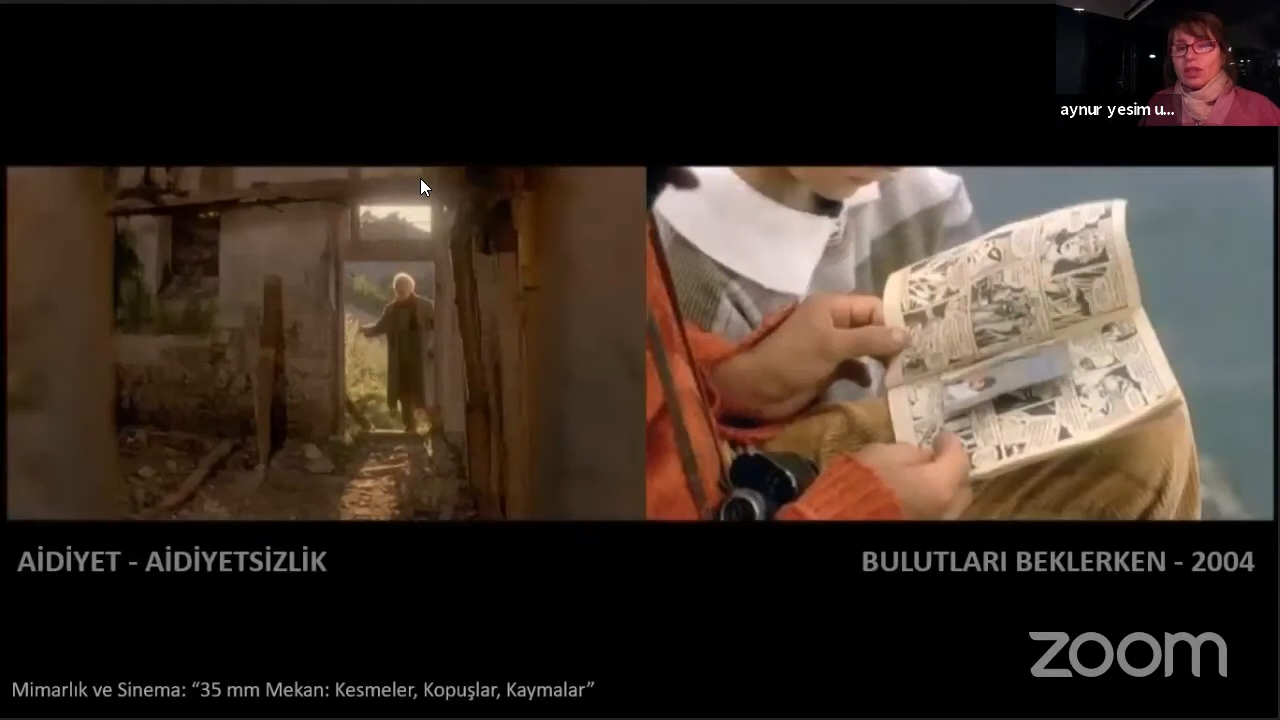 aynur yesim u...
AİDİYET - AİDİYETSİZLİK
BULUTLARI BEKLERKEN - 2004
zoom
Mimarlık ve Sinema: “35 mm Mekan: Kesmeler, Kopuşlar, Kaymalar”